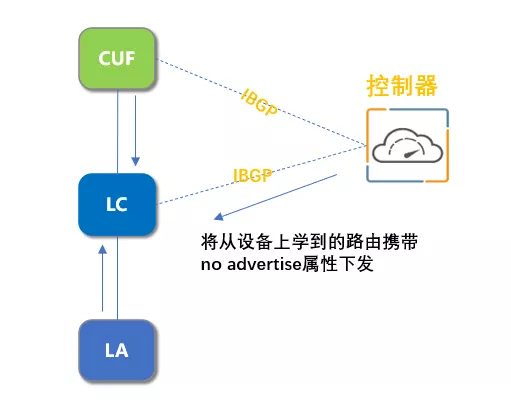 CUF
控制器
IBGP
LC
IBGP
将从设备上学到的路由携带
no advertise属性下发
LA